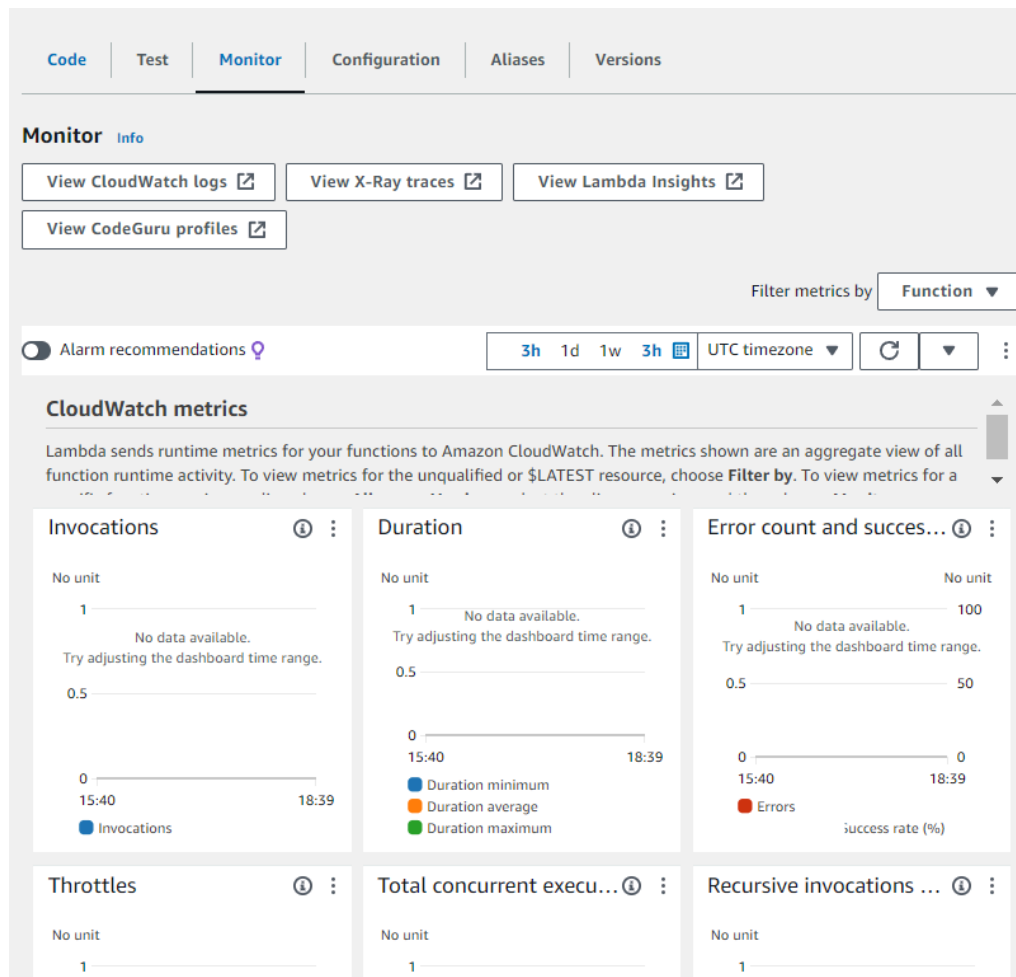 Code Test Monitor Configuration Aliases Versions
Monitor Info
View CloudWatch logs View X-Ray traces View Lambda Insights
View CodeGuru profiles
Filter metrics by Function
Alarm recommendations 3h 1d 1w 3h UTC timezone
CloudWatch metrics
Lambda sends runtime metrics for your functions to Amazon CloudWatch. The metrics shown are an aggregate view of all
function runtime activity. To view metrics for the unqualified or $LATEST resource, choose Filter by. To view metrics for a
Invocations
No unit
1
No data available.
Try adjusting the dashboard time range.
0.5
0
15:40 18:39
Invocations
Duration
No unit
1
No data available.
Try adjusting the dashboard time range.
0.5
0
15:40 18:39
Duration minimum
Duration average
Duration maximum
Error count and succes...
No unit No unit
1 100
No data available.
Try adjusting the dashboard time range.
0.5 50
0 0
15:40 18:39
Errors
Success rate (%)
Throttles
No unit
1
Total concurrent execu...
No unit
1
Recursive invocations ...
No unit
1